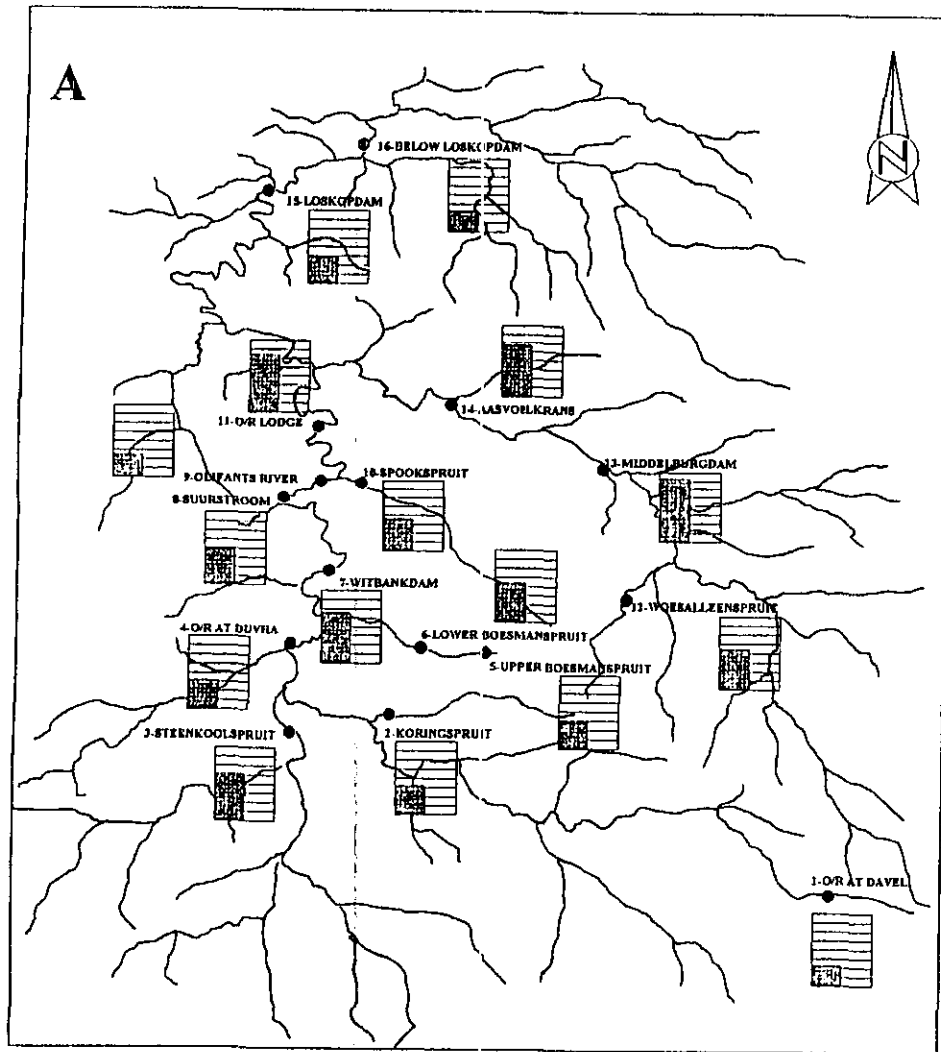 A
N
16-BELOW LOSKOPDAM
15-LOSKOPDAM
14-AASVOELKRANS
11-O/R LODGE
13-MIDDELBURGDAM
9-OLIFANTS RIVER
10-SPOOKSPRUIT
8-SUURSTROOM
7-WITBANKDAM
12-WOESALLEENSPRUIT
4-O/R AT DUVHA
6-LOWER BOESMANSPRUIT
5-UPPER BOESMANSPRUIT
3-STEENKOOLSPRUIT
2-KORINGSPRUIT
1-O/R AT DAVEL